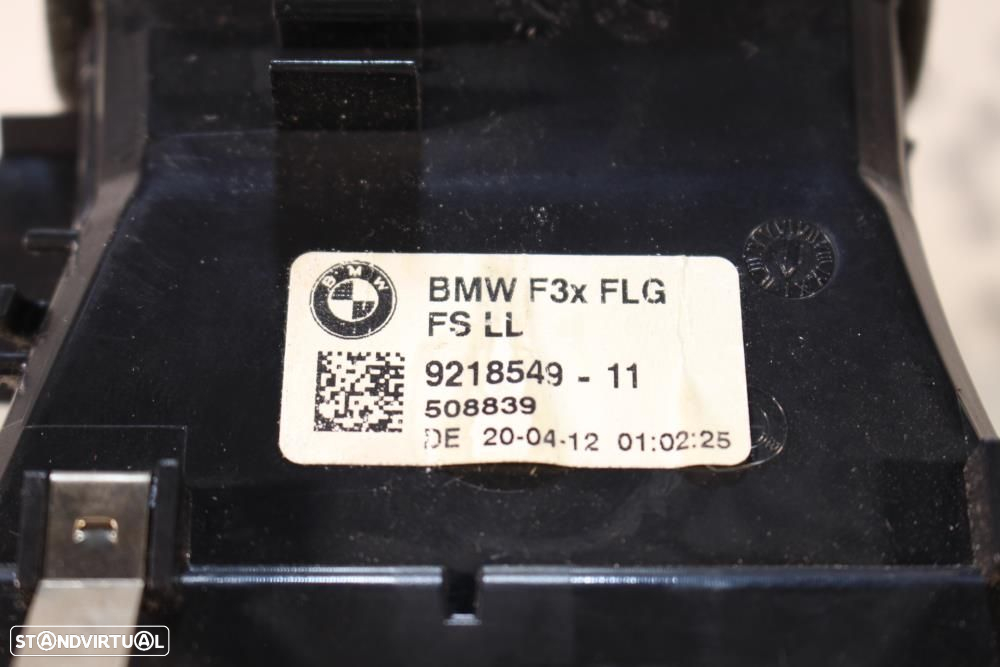 BMW
BMW F3x FLG
FS LL
9218549 - 11
508839
DE 20-04-12 01:02:25
STANDVIRTUAL